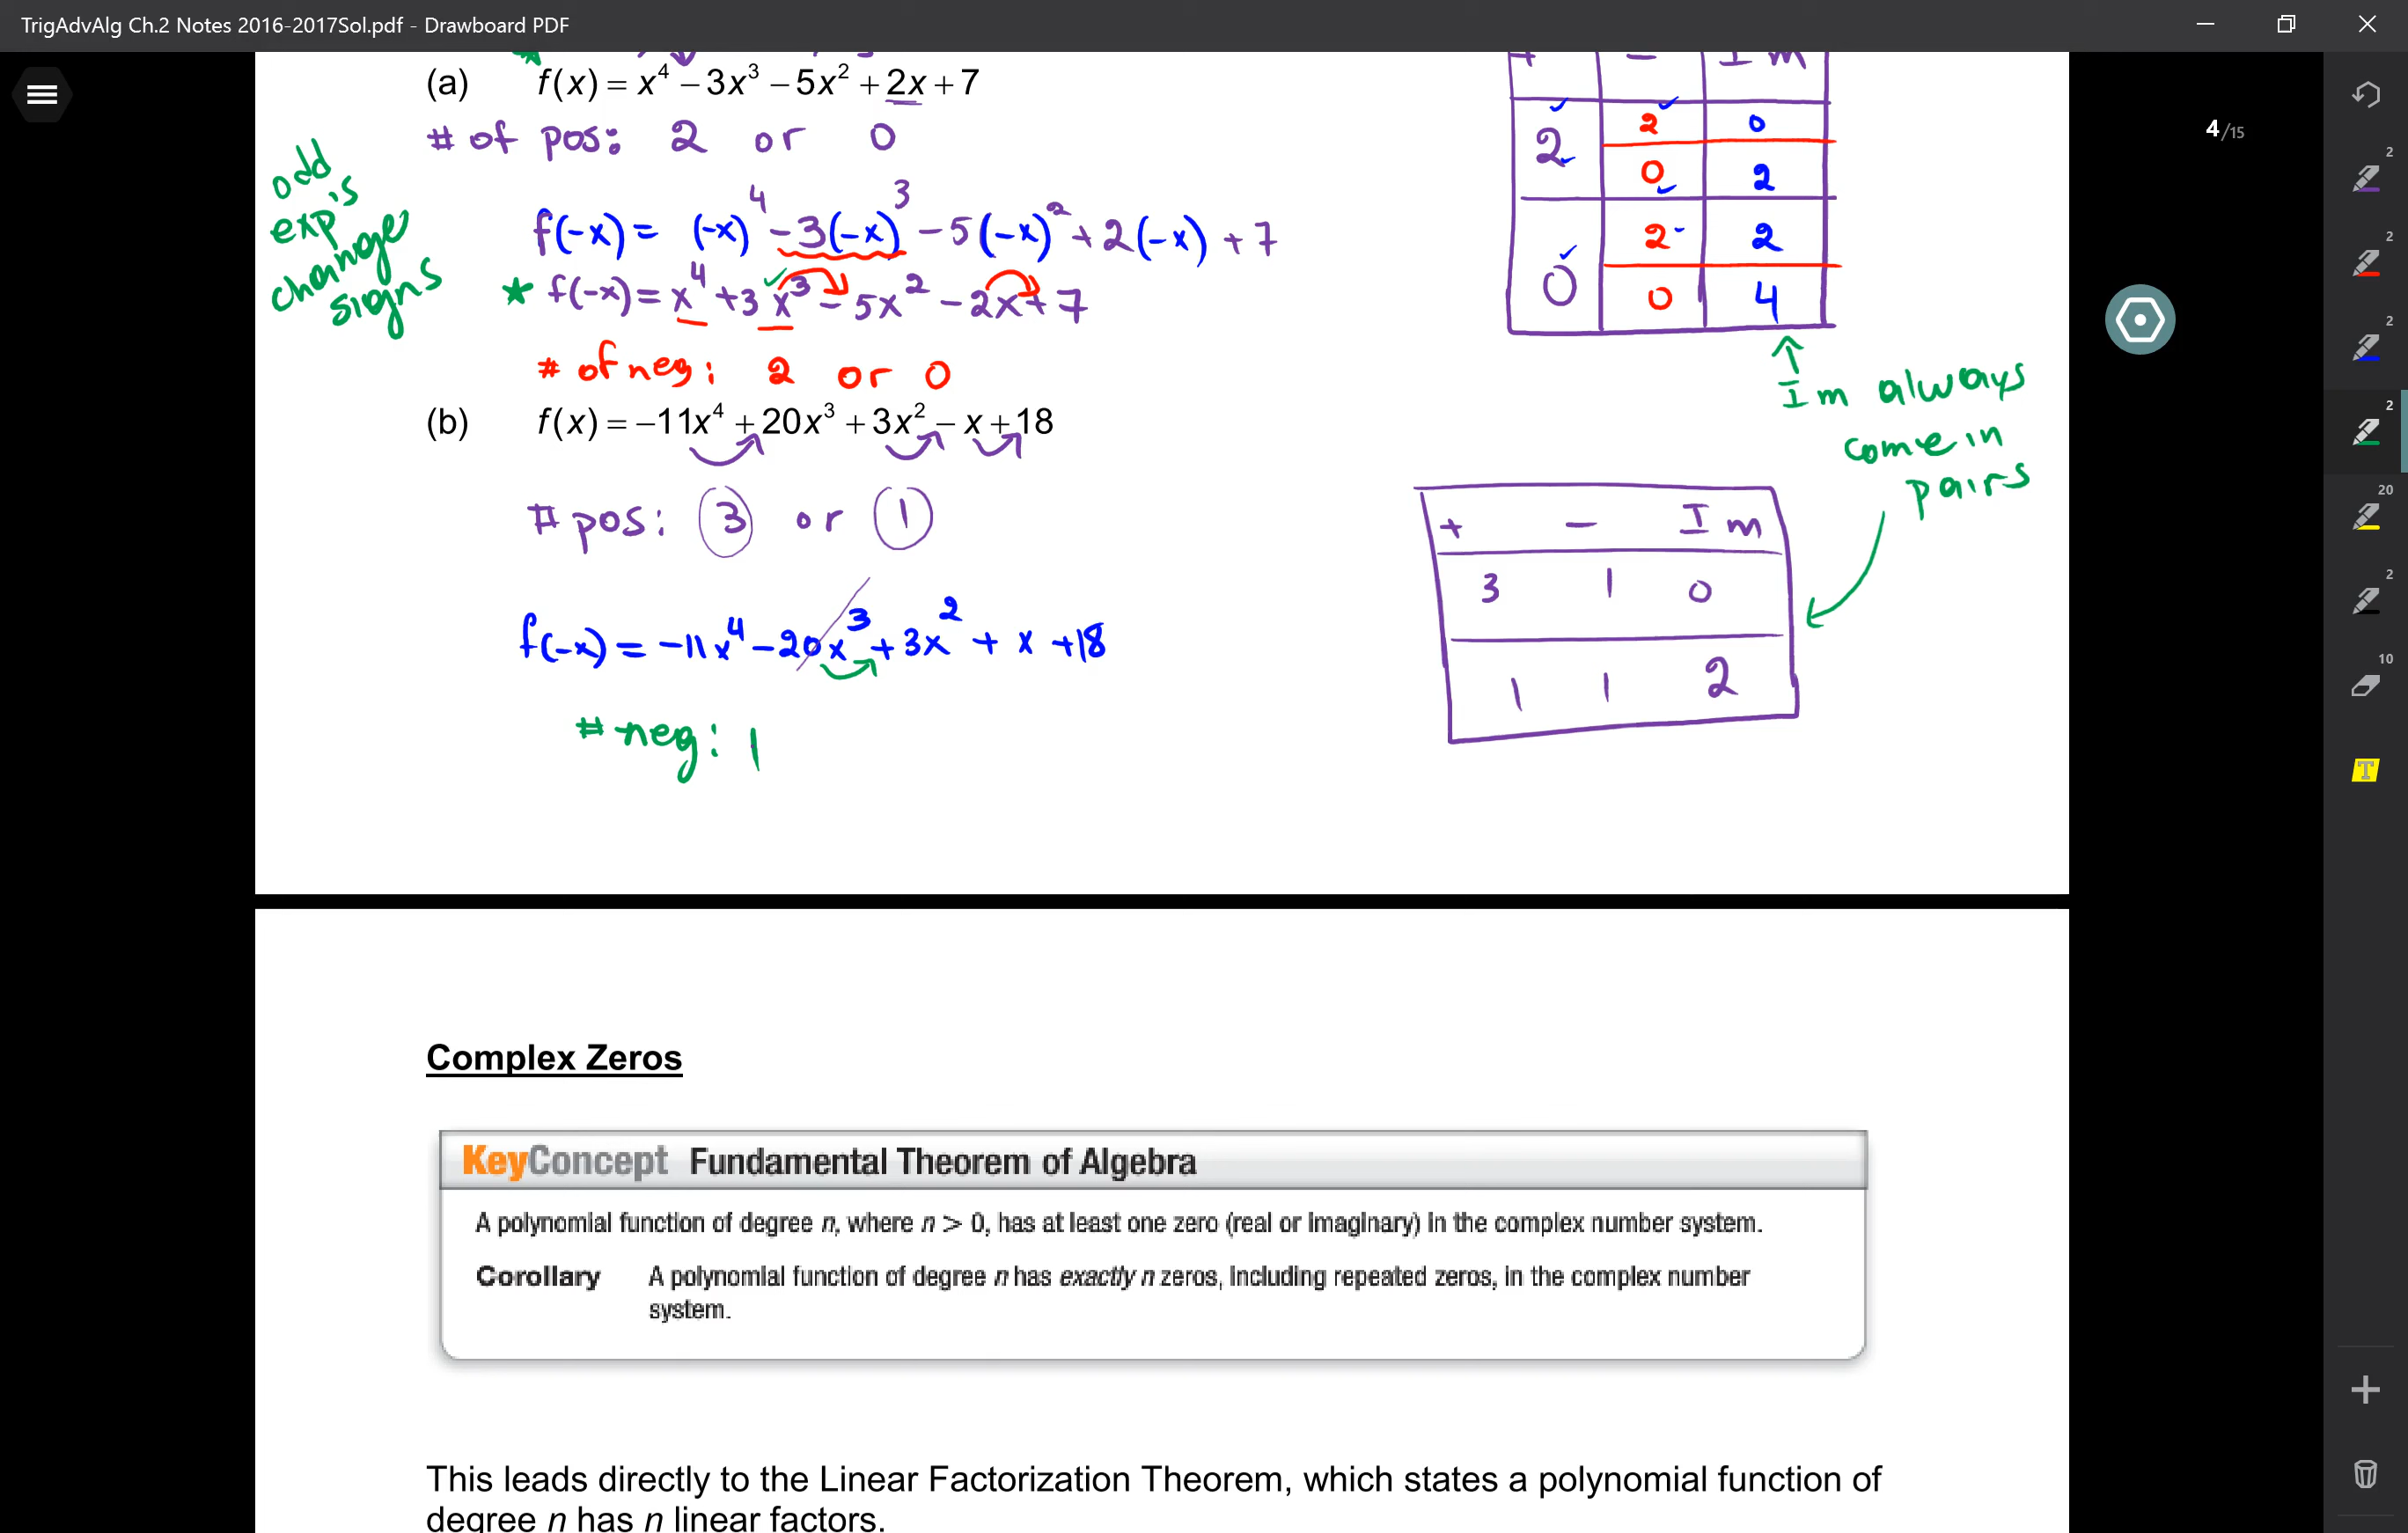 TrigAdvAlg Ch.2 Notes 2016-2017Sol.pdf - Drawboard PDF
4/15
(a) f(x) = x⁴ − 3x³ − 5x² + 2x + 7
# of pos: 2 or 0
odd
exp's
change
signs
f(-x) = (-x)⁴ - 3(-x)³ - 5(-x)² + 2(-x) + 7
★ f(-x) = x⁴ + 3x³ - 5x² - 2x + 7
# of neg: 2 or 0
+ − Im
2 2 0
0 2
0 2 2
0 4
Im always
come in
pairs
(b) f(x) = −11x⁴ + 20x³ + 3x² − x + 18
# pos: 3 or 1
f(-x) = -11x⁴ - 20x³ + 3x² + x + 18
# neg: 1
+ − Im
3 1 0
1 1 2
Complex Zeros
KeyConcept Fundamental Theorem of Algebra
A polynomial function of degree n, where n > 0, has at least one zero (real or imaginary) in the complex number system.
Corollary A polynomial function of degree n has exactly n zeros, including repeated zeros, in the complex number
system.
This leads directly to the Linear Factorization Theorem, which states a polynomial function of
degree n has n linear factors.
2
2
2
2
20
2
10
T